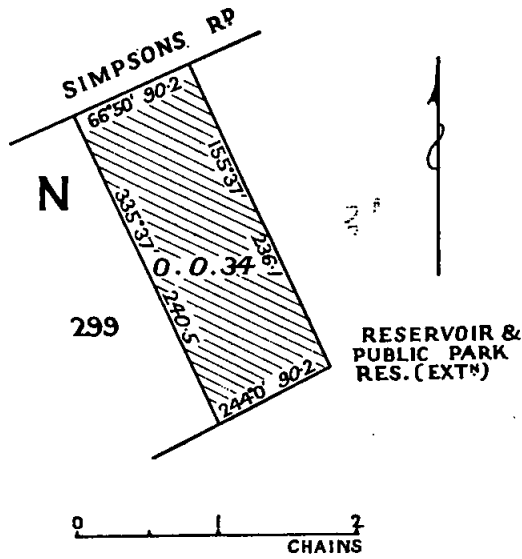 SIMPSONS RD
66°50' 90·2
155°37'
236·1
N
335°37'
240·5
0.0.34
299
244°0' 90·2
RESERVOIR &
PUBLIC PARK
RES. (EXTN)
0 1 2
CHAINS